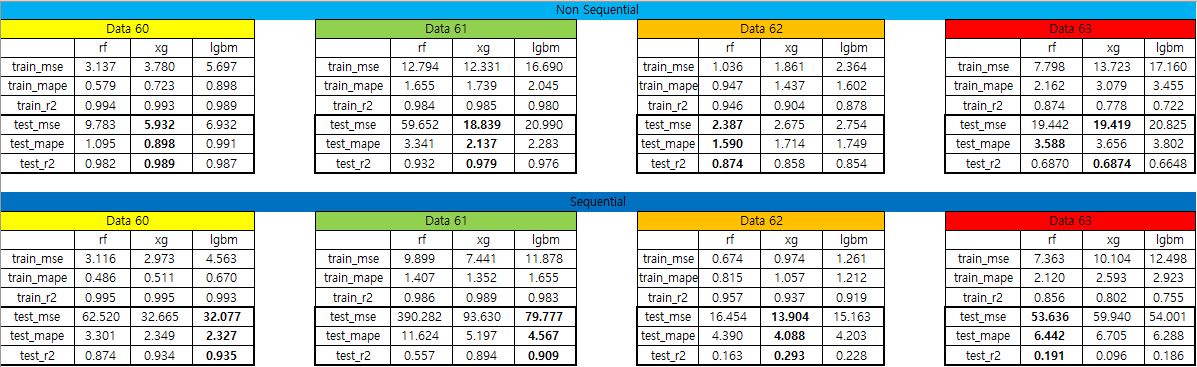 Non Sequential
Data 60 Data 61 Data 62 Data 63
rf xg lgbm rf xg lgbm rf xg lgbm rf xg lgbm
train_mse 3.137 3.780 5.697 train_mse 12.794 12.331 16.690 train_mse 1.036 1.861 2.364 train_mse 7.798 13.723 17.160
train_mape 0.579 0.723 0.898 train_mape 1.655 1.739 2.045 train_mape 0.947 1.437 1.602 train_mape 2.162 3.079 3.455
train_r2 0.994 0.993 0.989 train_r2 0.984 0.985 0.980 train_r2 0.946 0.904 0.878 train_r2 0.874 0.778 0.722
test_mse 9.783 5.932 6.932 test_mse 59.652 18.839 20.990 test_mse 2.387 2.675 2.754 test_mse 19.442 19.419 20.825
test_mape 1.095 0.898 0.991 test_mape 3.341 2.137 2.283 test_mape 1.590 1.714 1.749 test_mape 3.588 3.656 3.802
test_r2 0.982 0.989 0.987 test_r2 0.932 0.979 0.976 test_r2 0.874 0.858 0.854 test_r2 0.6870 0.6874 0.6648
Sequential
Data 60 Data 61 Data 62 Data 63
rf xg lgbm rf xg lgbm rf xg lgbm rf xg lgbm
train_mse 3.116 2.973 4.563 train_mse 9.899 7.441 11.878 train_mse 0.674 0.974 1.261 train_mse 7.363 10.104 12.498
train_mape 0.486 0.511 0.670 train_mape 1.407 1.352 1.655 train_mape 0.815 1.057 1.212 train_mape 2.120 2.593 2.923
train_r2 0.995 0.995 0.993 train_r2 0.986 0.989 0.983 train_r2 0.957 0.937 0.919 train_r2 0.856 0.802 0.755
test_mse 62.520 32.665 32.077 test_mse 390.282 93.630 79.777 test_mse 16.454 13.904 15.163 test_mse 53.636 59.940 54.001
test_mape 3.301 2.349 2.327 test_mape 11.624 5.197 4.567 test_mape 4.390 4.088 4.203 test_mape 6.442 6.705 6.288
test_r2 0.874 0.934 0.935 test_r2 0.557 0.894 0.909 test_r2 0.163 0.293 0.228 test_r2 0.191 0.096 0.186